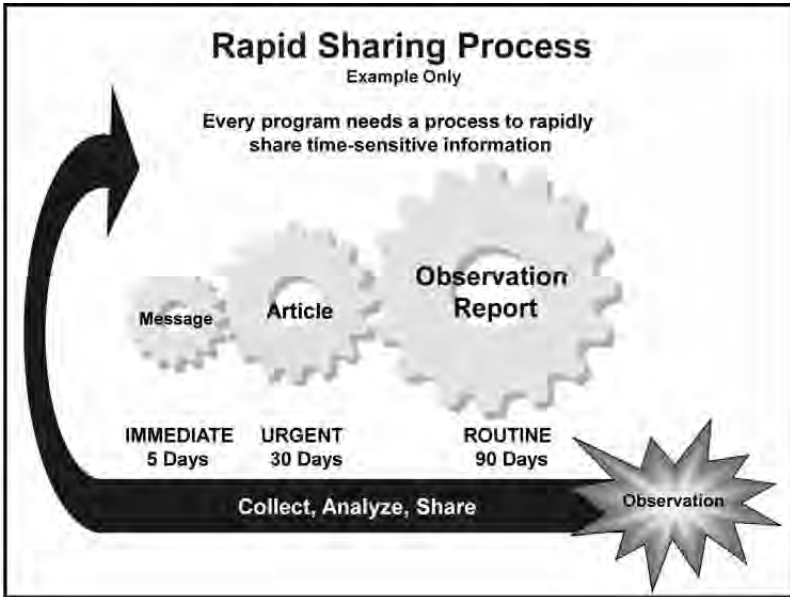 Rapid Sharing Process
Example Only
Every program needs a process to rapidly
share time-sensitive information
Message
Article
Observation
Report
IMMEDIATE
5 Days
URGENT
30 Days
ROUTINE
90 Days
Collect, Analyze, Share
Observation